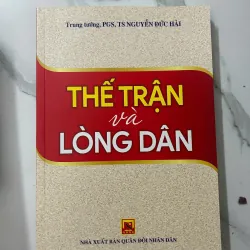 Trung tướng, PGS, TS NGUYỄN ĐỨC HẢI
THẾ TRẬN
và
LÒNG DÂN
NHÀ XUẤT BẢN QUÂN ĐỘI NHÂN DÂN